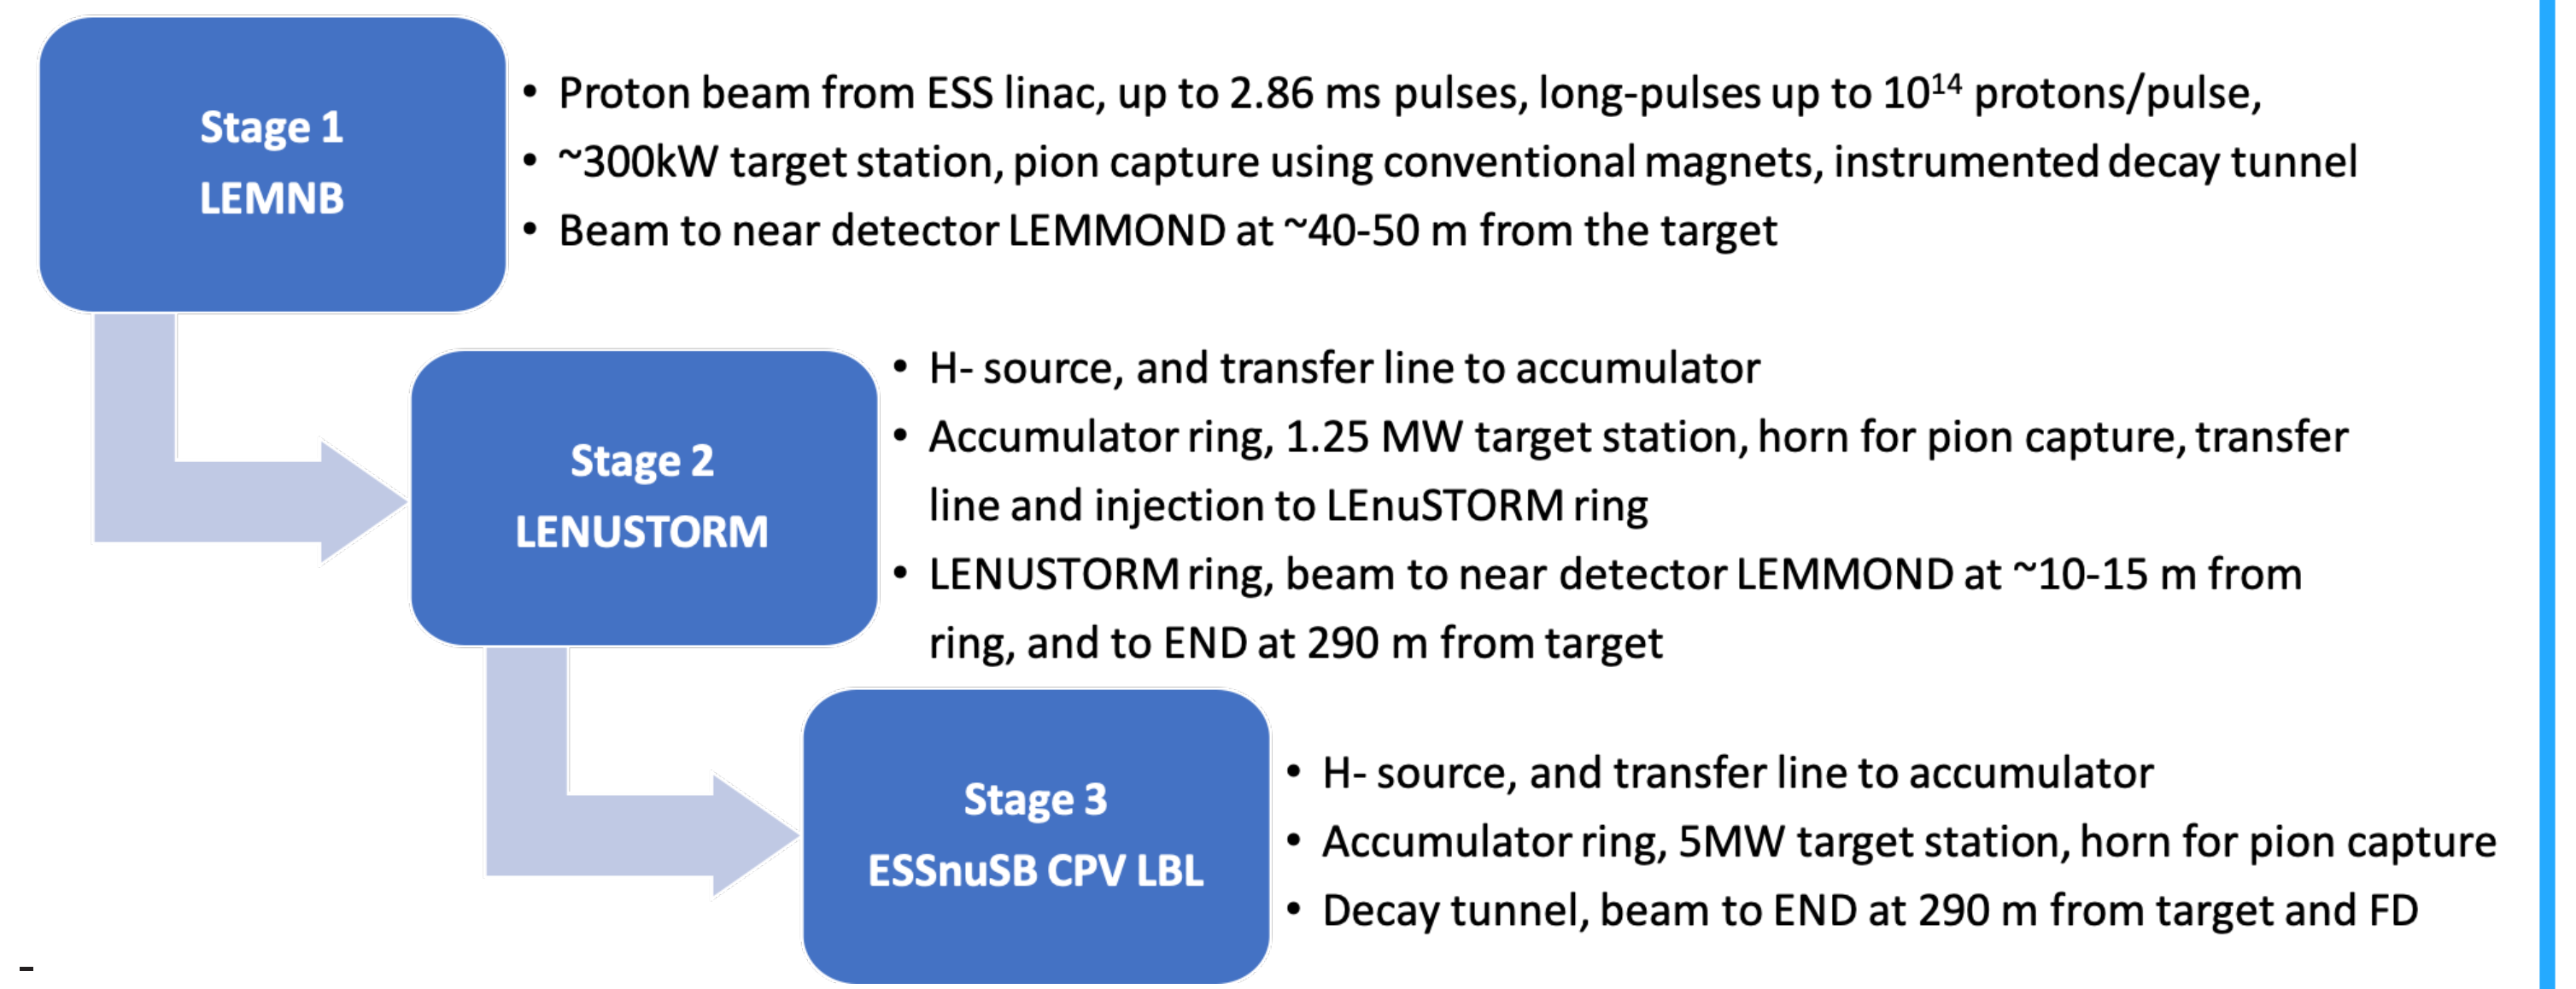 Stage 1
LEMNB
• Proton beam from ESS linac, up to 2.86 ms pulses, long-pulses up to 10¹⁴ protons/pulse,
• ~300kW target station, pion capture using conventional magnets, instrumented decay tunnel
• Beam to near detector LEMMOND at ~40-50 m from the target
Stage 2
LENUSTORM
• H- source, and transfer line to accumulator
• Accumulator ring, 1.25 MW target station, horn for pion capture, transfer
line and injection to LEnuSTORM ring
• LENUSTORM ring, beam to near detector LEMMOND at ~10-15 m from
ring, and to END at 290 m from target
Stage 3
ESSnuSB CPV LBL
• H- source, and transfer line to accumulator
• Accumulator ring, 5MW target station, horn for pion capture
• Decay tunnel, beam to END at 290 m from target and FD
-